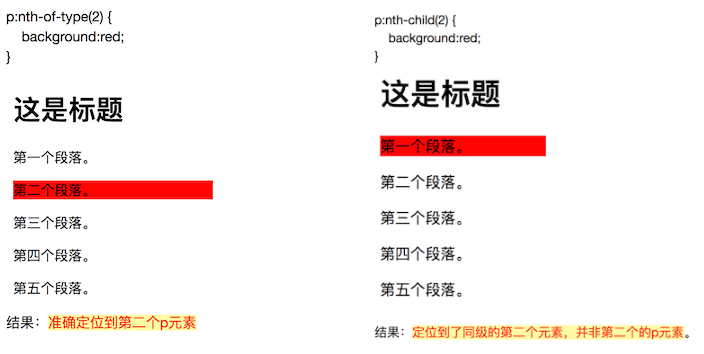 p:nth-of-type(2) {
background:red;
}
这是标题
第一个段落。
第二个段落。
第三个段落。
第四个段落。
第五个段落。
结果：准确定位到第二个p元素
p:nth-child(2) {
background:red;
}
这是标题
第一个段落。
第二个段落。
第三个段落。
第四个段落。
第五个段落。
结果：定位到了同级的第二个元素，并非第二个的p元素。